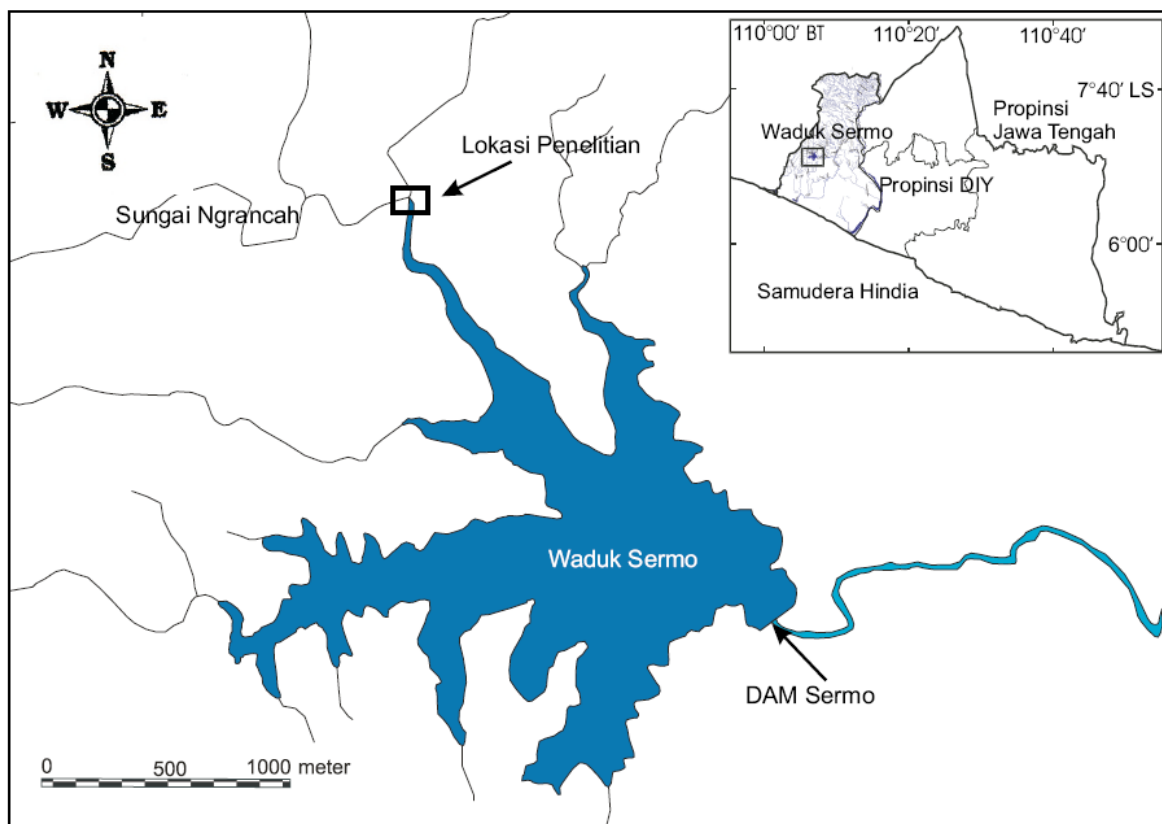 N
W E
S
Lokasi Penelitian
Sungai Ngrancah
Waduk Sermo
DAM Sermo
0 500 1000 meter
110°00' BT 110°20' 110°40'
7°40' LS
Propinsi
Jawa Tengah
Waduk Sermo
Propinsi DIY
6°00'
Samudera Hindia